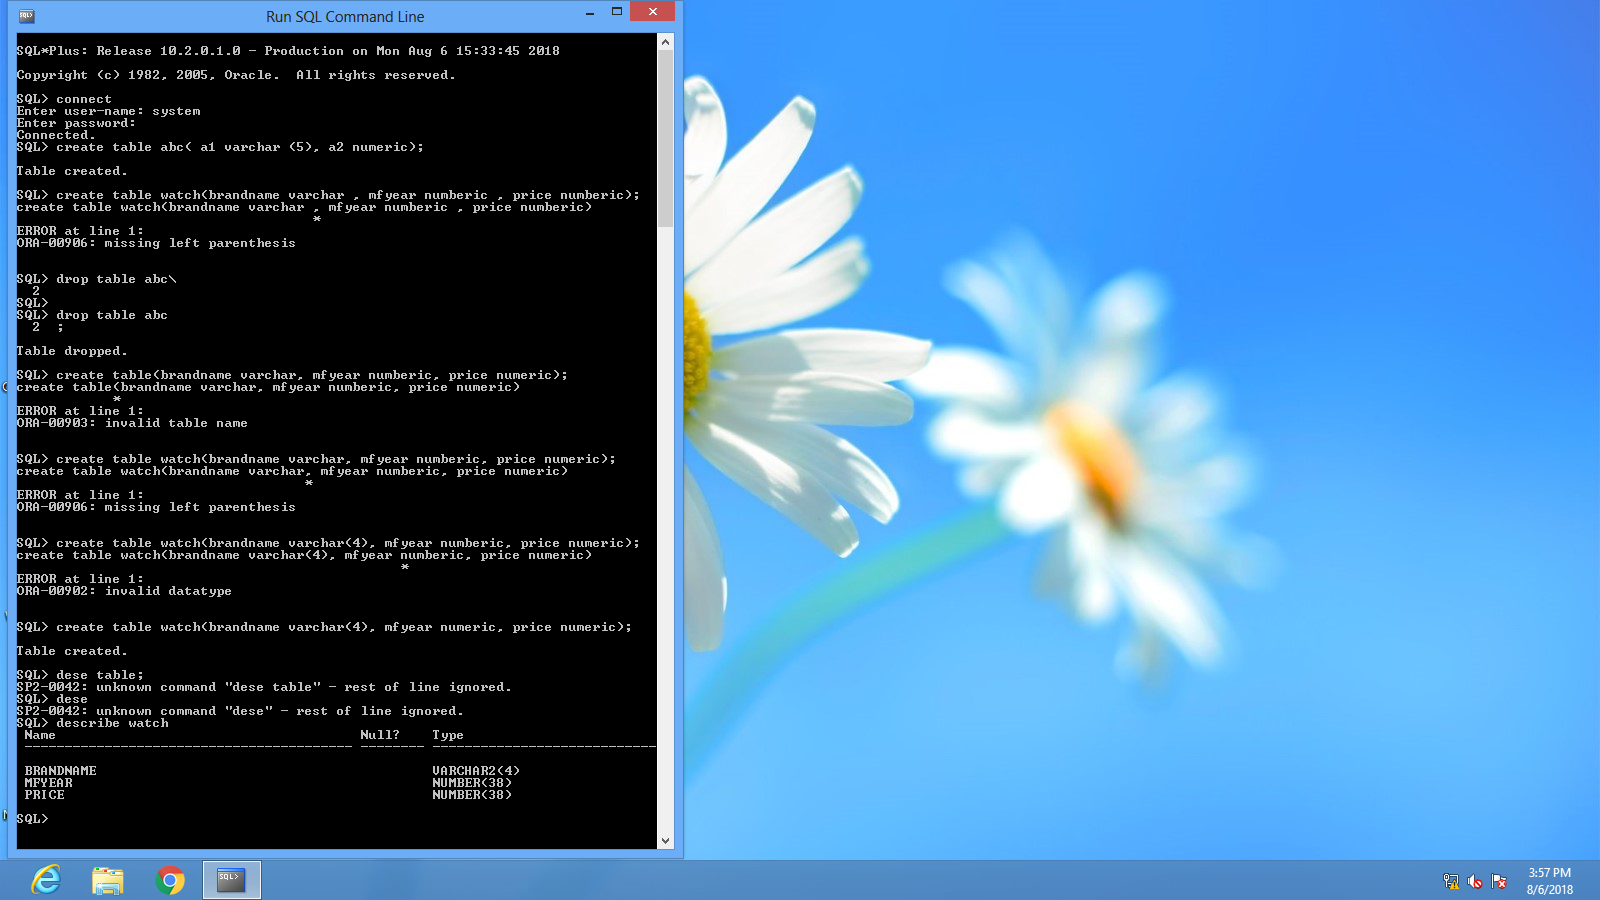 Run SQL Command Line
SQL*Plus: Release 10.2.0.1.0 - Production on Mon Aug 6 15:33:45 2018
Copyright (c) 1982, 2005, Oracle.  All rights reserved.
SQL> connect
Enter user-name: system
Enter password:
Connected.
SQL> create table abc( a1 varchar (5), a2 numeric);
Table created.
SQL> create table watch(brandname varchar , mfyear numberic , price numberic);
create table watch(brandname varchar , mfyear numberic , price numberic)
*
ERROR at line 1:
ORA-00906: missing left parenthesis
SQL> drop table abc\
2
SQL>
SQL> drop table abc
2  ;
Table dropped.
SQL> create table(brandname varchar, mfyear numberic, price numeric);
create table(brandname varchar, mfyear numberic, price numeric)
*
ERROR at line 1:
ORA-00903: invalid table name
SQL> create table watch(brandname varchar, mfyear numberic, price numeric);
create table watch(brandname varchar, mfyear numberic, price numeric)
*
ERROR at line 1:
ORA-00906: missing left parenthesis
SQL> create table watch(brandname varchar(4), mfyear numberic, price numeric);
create table watch(brandname varchar(4), mfyear numberic, price numeric)
*
ERROR at line 1:
ORA-00902: invalid datatype
SQL> create table watch(brandname varchar(4), mfyear numeric, price numeric);
Table created.
SQL> dese table;
SP2-0042: unknown command "dese table" - rest of line ignored.
SQL> dese
SP2-0042: unknown command "dese" - rest of line ignored.
SQL> describe watch
Name Null? Type
----------------------------------------- -------- ----------------------------
BRANDNAME VARCHAR2(4)
MFYEAR NUMBER(38)
PRICE NUMBER(38)
SQL>
SQL>
3:57 PM
8/6/2018